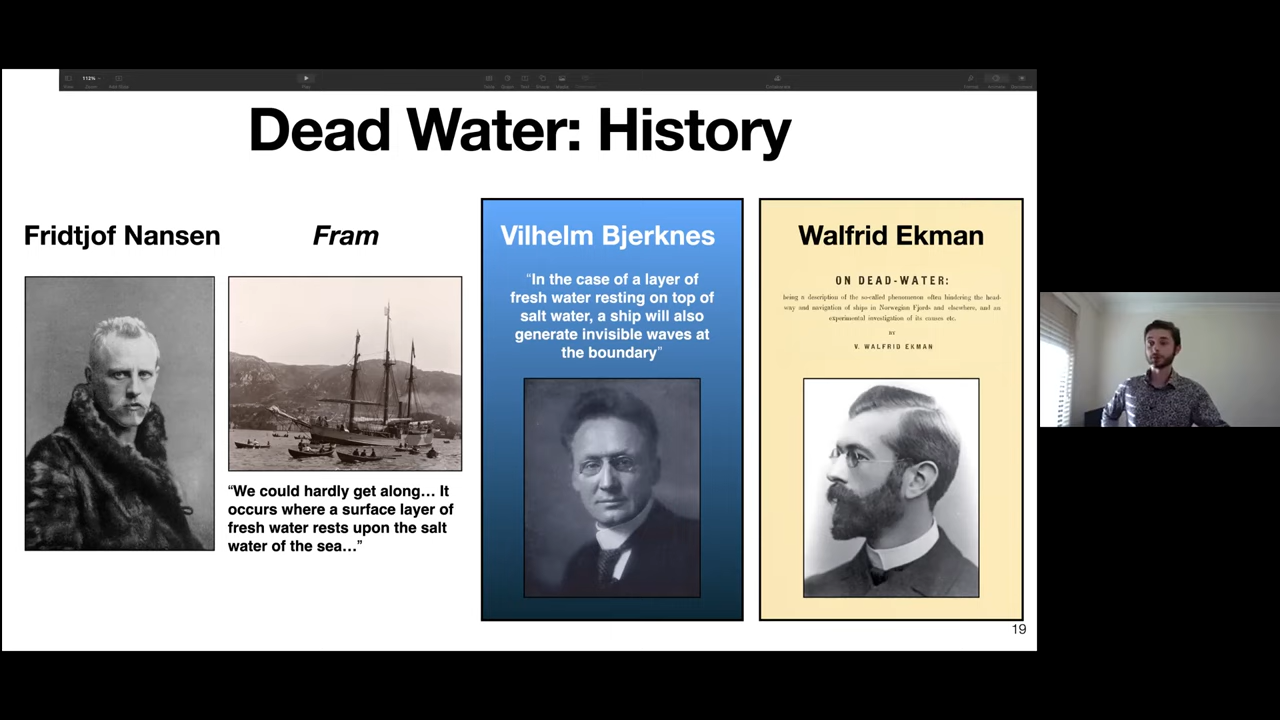 112%
Dead Water: History
Fridtjof Nansen
Fram
“We could hardly get along… It
occurs where a surface layer of
fresh water rests upon the salt
water of the sea…”
Vilhelm Bjerknes
“In the case of a layer of
fresh water resting on top of
salt water, a ship will also
generate invisible waves at
the boundary”
Walfrid Ekman
ON DEAD-WATER:
being a description of the so-called phenomenon often hindering the head-
way and navigation of ships in Norwegian Fjords and elsewhere, and an
experimental investigation of its causes etc.
BY
V. WALFRID EKMAN
19